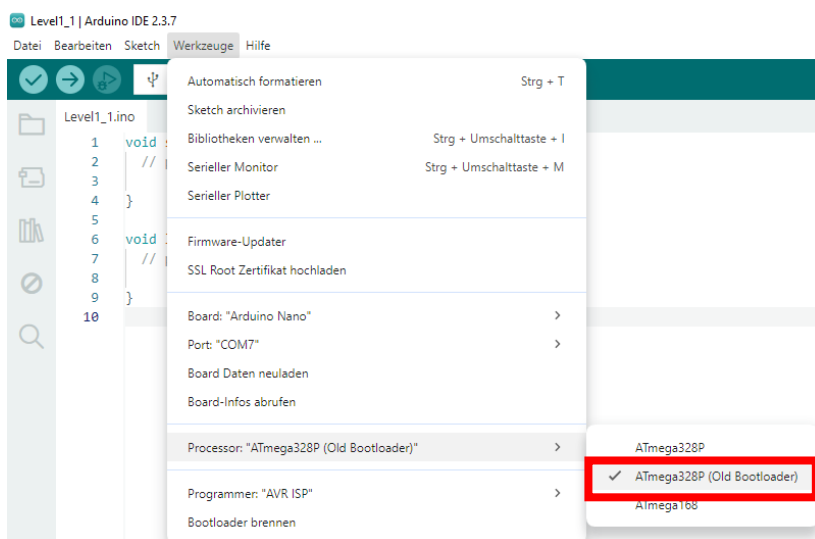 Level1_1 | Arduino IDE 2.3.7
Datei Bearbeiten Sketch Werkzeuge Hilfe
Level1_1.ino
1 void
2 //
3
4 }
5
6 void
7 //
8
9 }
10
Automatisch formatieren Strg + T
Sketch archivieren
Bibliotheken verwalten ... Strg + Umschalttaste + I
Serieller Monitor Strg + Umschalttaste + M
Serieller Plotter
Firmware-Updater
SSL Root Zertifikat hochladen
Board: "Arduino Nano"
Port: "COM7"
Board Daten neuladen
Board-Infos abrufen
Processor: "ATmega328P (Old Bootloader)"
Programmer: "AVR ISP"
Bootloader brennen
ATmega328P
ATmega328P (Old Bootloader)
ATmega168